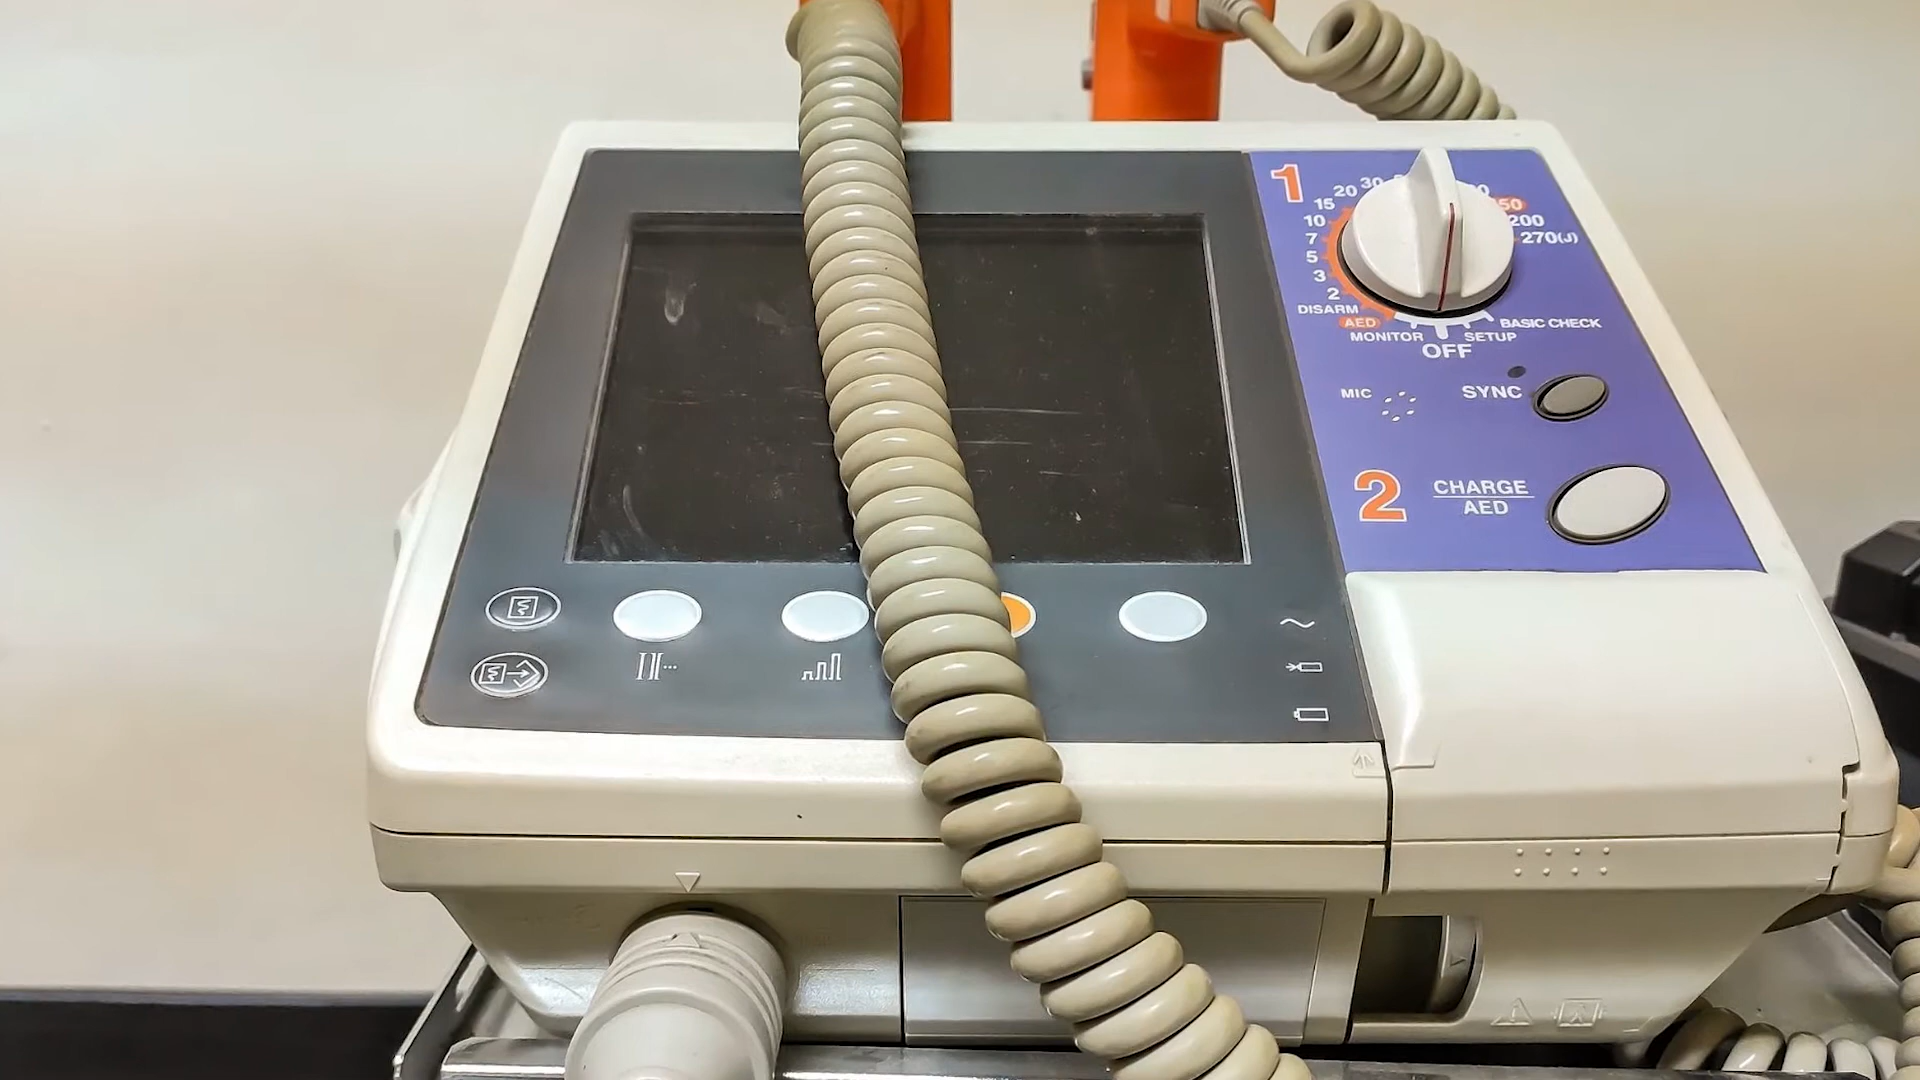 1
2
3
5
7
10
15
20
30
200
270(J)
DISARM
AED
MONITOR
OFF
SETUP
BASIC CHECK
MIC
SYNC
2
CHARGE
AED